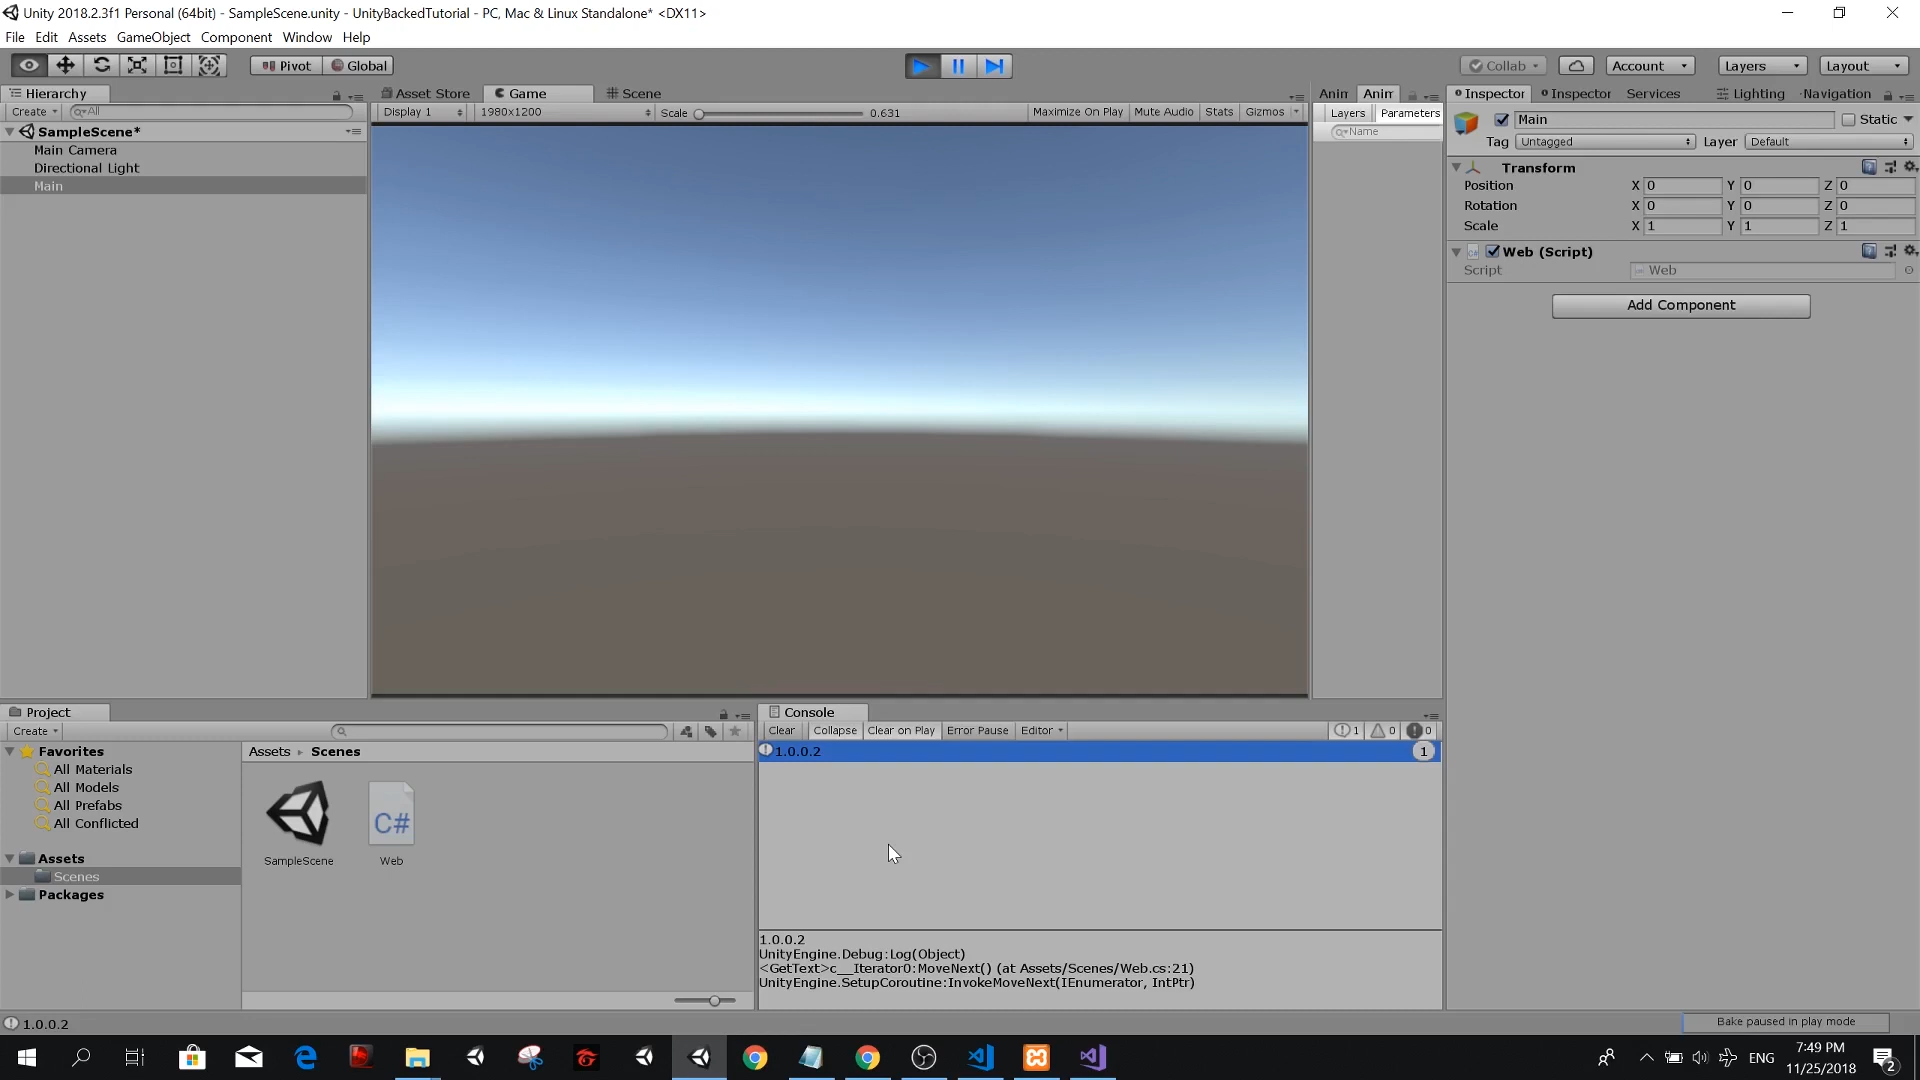 Unity 2018.2.3f1 Personal (64bit) - SampleScene.unity - UnityBackedTutorial - PC, Mac & Linux Standalone* <DX11>
File Edit Assets GameObject Component Window Help
Pivot Global Collab Account Layers Layout
Hierarchy Asset Store Game Scene Anin Anin Inspector Inspector Services Lighting Navigation
Create All Display 1 1980x1200 Scale 0.631 Maximize On Play Mute Audio Stats Gizmos Layers Parameters Main Static
SampleScene* Name
Tag Untagged Layer Default
Main Camera
Directional Light Transform
Main Position X 0 Y 0 Z 0
Rotation X 0 Y 0 Z 0
Scale X 1 Y 1 Z 1
Web (Script)
Script Web
Add Component
Project Console
Create Clear Collapse Clear on Play Error Pause Editor 1 0 0
Favorites Assets Scenes 1.0.0.2 1
All Materials
All Models
All Prefabs
All Conflicted
C#
Assets SampleScene Web
Scenes
Packages
1.0.0.2
UnityEngine.Debug:Log(Object)
<GetText>c__Iterator0:MoveNext() (at Assets/Scenes/Web.cs:21)
UnityEngine.SetupCoroutine:InvokeMoveNext(IEnumerator, IntPtr)
1.0.0.2 Bake paused in play mode
ENG 7:49 PM
11/25/2018 2